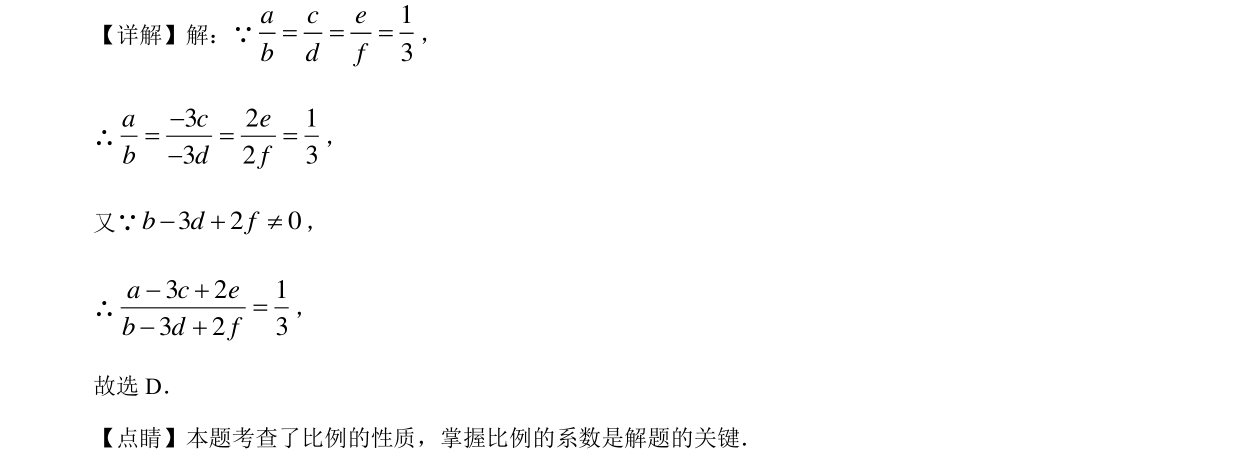 【详解】解：∵ a/b = c/d = e/f = 1/3，
∴ a/b = -3c/-3d = 2e/2f = 1/3，
又∵ b－3d＋2f ≠ 0，
∴ (a－3c＋2e)/(b－3d＋2f) = 1/3，
故选 D．
【点睛】本题考查了比例的性质，掌握比例的系数是解题的关键．